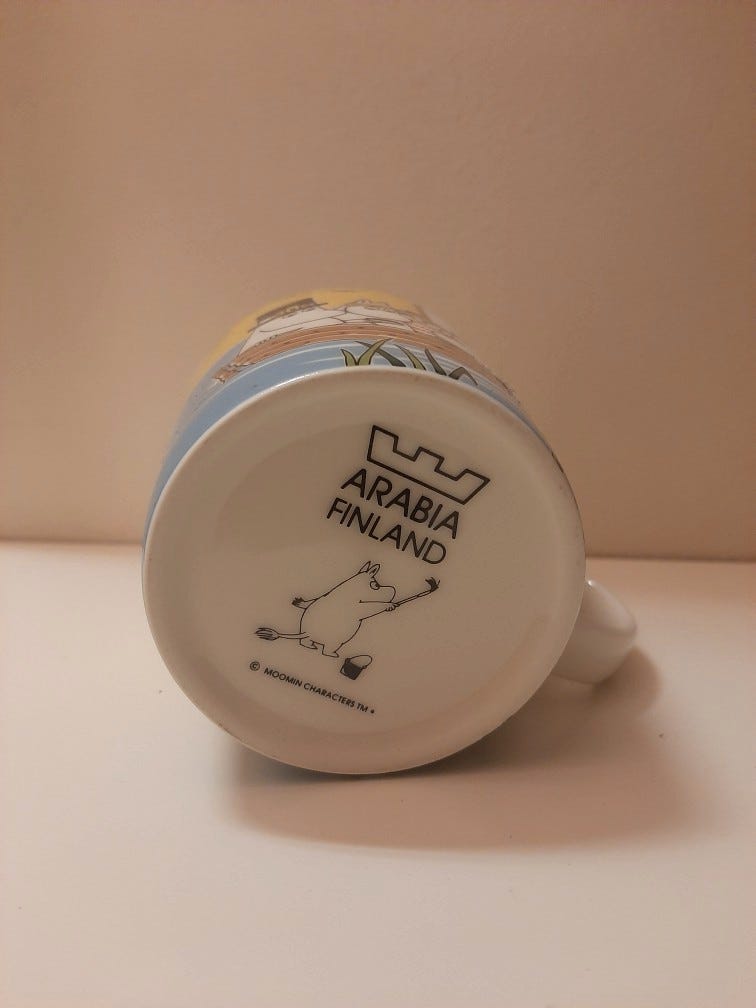 ARABIA
FINLAND
© MOOMIN CHARACTERS TM •